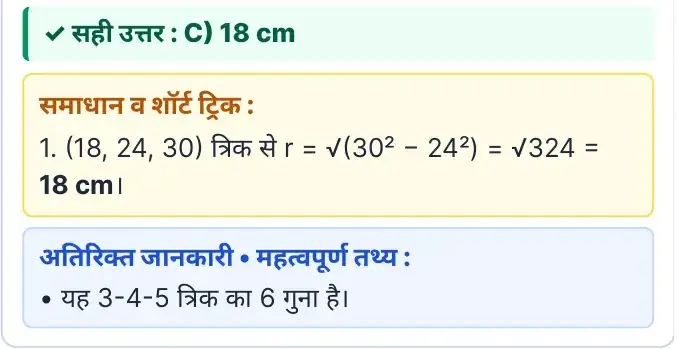 ✓ सही उत्तर : C) 18 cm
समाधान व शॉर्ट ट्रिक :
1. (18, 24, 30) त्रिक से r = √(30² − 24²) = √324 =
18 cm।
अतिरिक्त जानकारी • महत्वपूर्ण तथ्य :
• यह 3-4-5 त्रिक का 6 गुना है।